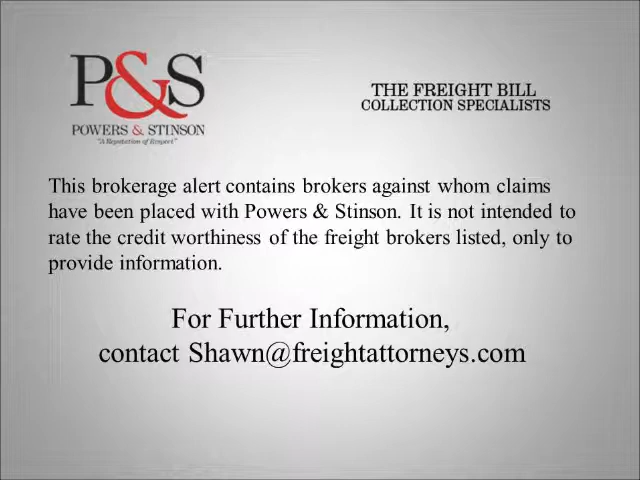 P&S
POWERS & STINSON
"A Reputation of Respect"
THE FREIGHT BILL
COLLECTION SPECIALISTS
This brokerage alert contains brokers against whom claims
have been placed with Powers & Stinson. It is not intended to
rate the credit worthiness of the freight brokers listed, only to
provide information.
For Further Information,
contact Shawn@freightattorneys.com